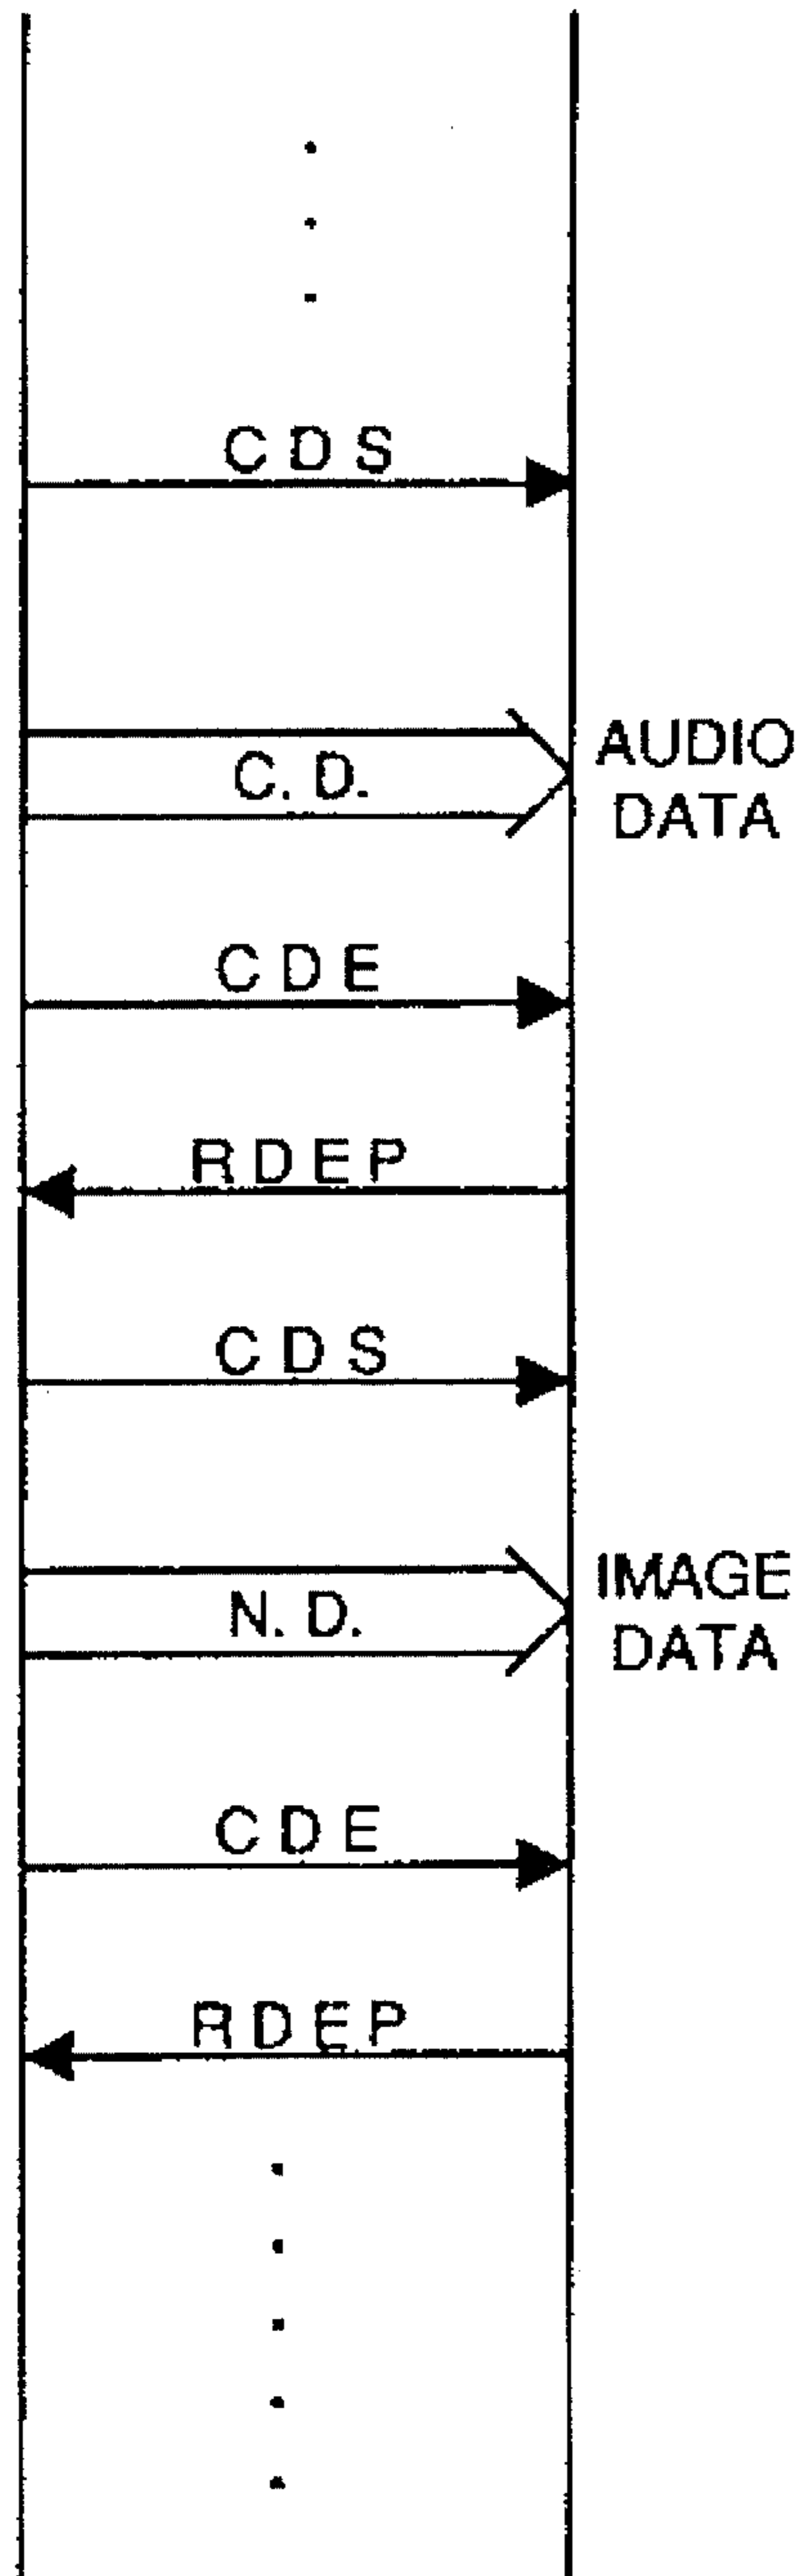 CDS
C.D.
AUDIO
DATA
CDE
RDEP
CDS
N.D.
IMAGE
DATA
CDE
RDEP